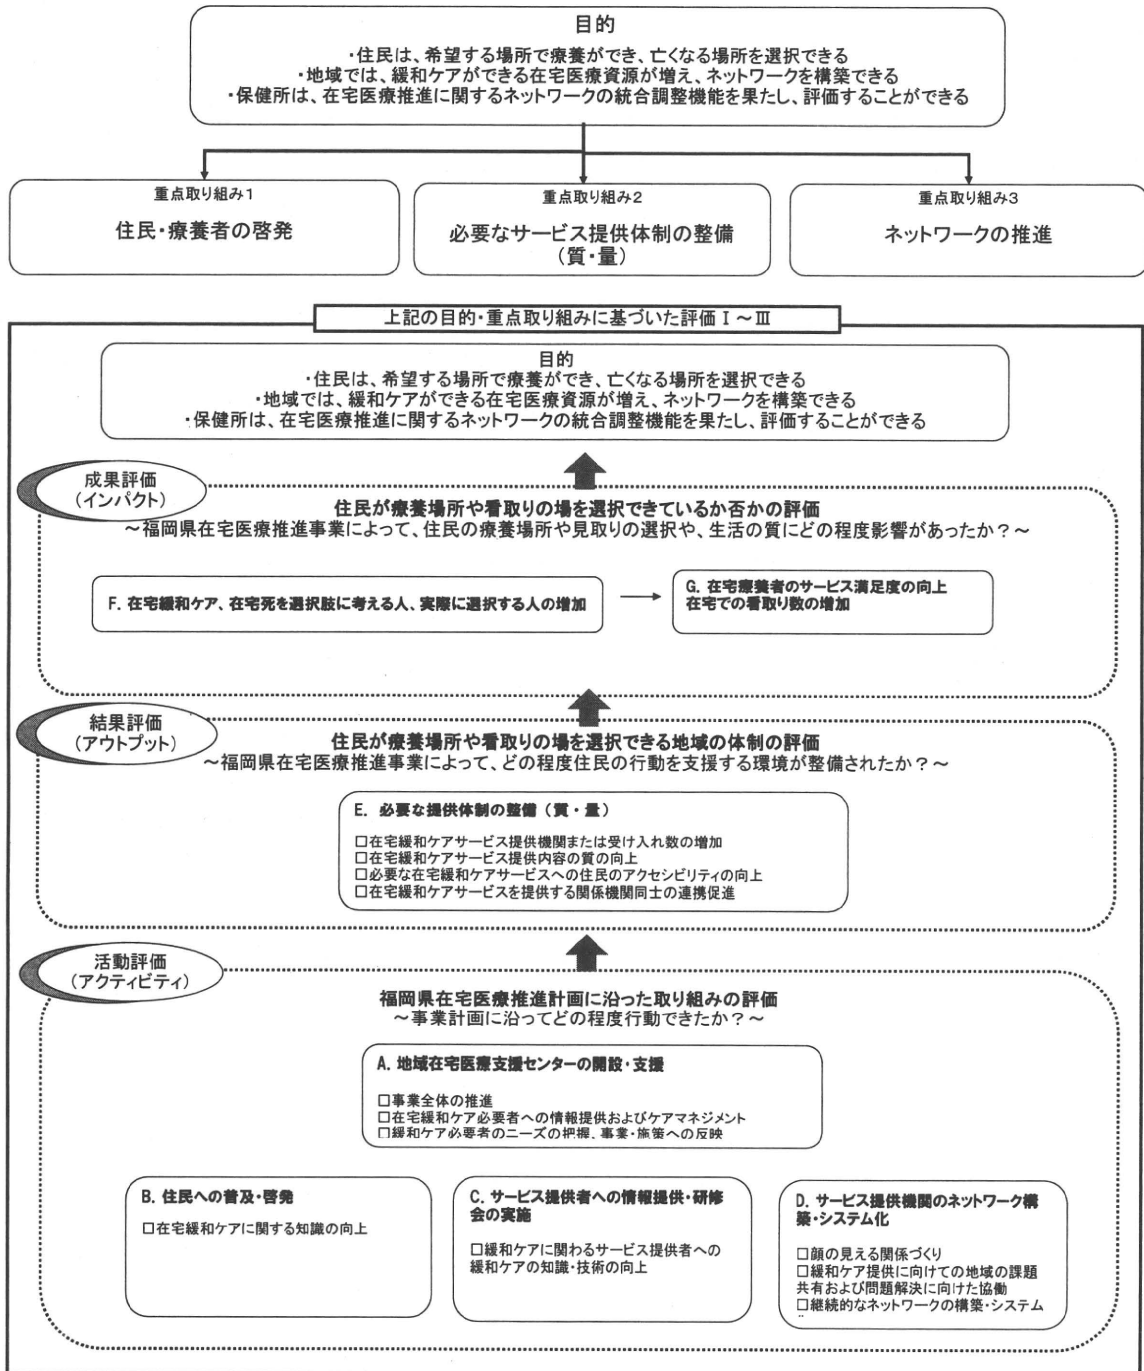 目的
・住民は、希望する場所で療養ができ、亡くなる場所を選択できる
・地域では、緩和ケアができる在宅医療資源が増え、ネットワークを構築できる
・保健所は、在宅医療推進に関するネットワークの統合調整機能を果たし、評価することができる
重点取り組み1
住民・療養者の啓発
重点取り組み2
必要なサービス提供体制の整備
（質・量）
重点取り組み3
ネットワークの推進
上記の目的・重点取り組みに基づいた評価Ⅰ～Ⅲ
目的
・住民は、希望する場所で療養ができ、亡くなる場所を選択できる
・地域では、緩和ケアができる在宅医療資源が増え、ネットワークを構築できる
・保健所は、在宅医療推進に関するネットワークの統合調整機能を果たし、評価することができる
成果評価
（インパクト）
住民が療養場所や看取りの場を選択できているか否かの評価
～福岡県在宅医療推進事業によって、住民の療養場所や見取りの選択や、生活の質にどの程度影響があったか？～
F. 在宅緩和ケア、在宅死を選択肢に考える人、実際に選択する人の増加
G. 在宅療養者のサービス満足度の向上
在宅での看取り数の増加
結果評価
（アウトプット）
住民が療養場所や看取りの場を選択できる地域の体制の評価
～福岡県在宅医療推進事業によって、どの程度住民の行動を支援する環境が整備されたか？～
E. 必要な提供体制の整備（質・量）
□在宅緩和ケアサービス提供機関または受け入れ数の増加
□在宅緩和ケアサービス提供内容の質の向上
□必要な在宅緩和ケアサービスへの住民のアクセシビリティの向上
□在宅緩和ケアサービスを提供する関係機関同士の連携促進
活動評価
（アクティビティ）
福岡県在宅医療推進計画に沿った取り組みの評価
～事業計画に沿ってどの程度行動できたか？～
A. 地域在宅医療支援センターの開設・支援
□事業全体の推進
□在宅緩和ケア必要者への情報提供およびケアマネジメント
□緩和ケア必要者のニーズの把握、事業・施策への反映
B. 住民への普及・啓発
□在宅緩和ケアに関する知識の向上
C. サービス提供者への情報提供・研修
会の実施
□緩和ケアに関わるサービス提供者への
緩和ケアの知識・技術の向上
D. サービス提供機関のネットワーク構
築・システム化
□顔の見える関係づくり
□緩和ケア提供に向けての地域の課題
共有および問題解決に向けた協働
□継続的なネットワークの構築・システム